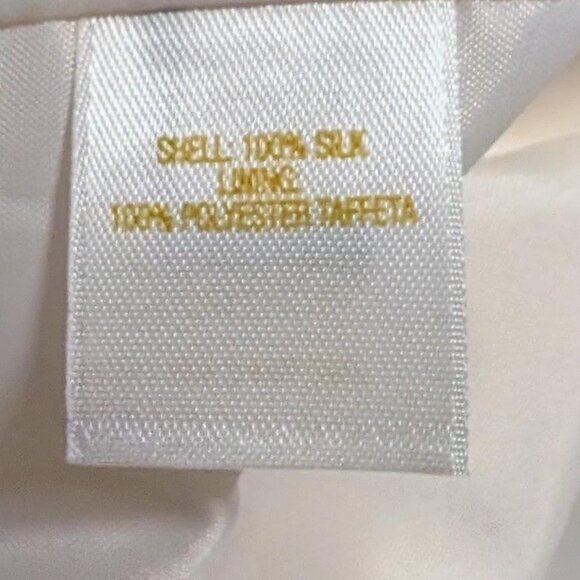 SHELL: 100% SILK
LINING:
100% POLYESTER TAFFETA